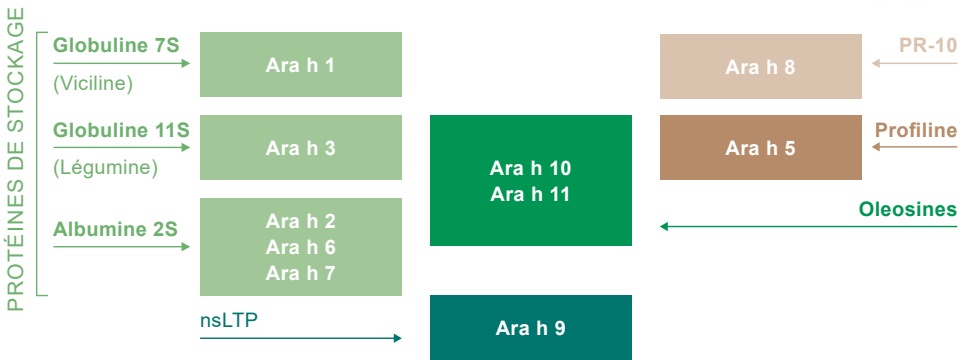 PROTÉINES DE STOCKAGE
Globuline 7S
(Viciline)
Ara h 1
Globuline 11S
(Légumine)
Ara h 3
Albumine 2S
Ara h 2
Ara h 6
Ara h 7
nsLTP
Ara h 9
Ara h 10
Ara h 11
Oleosines
Ara h 8
PR-10
Ara h 5
Profiline